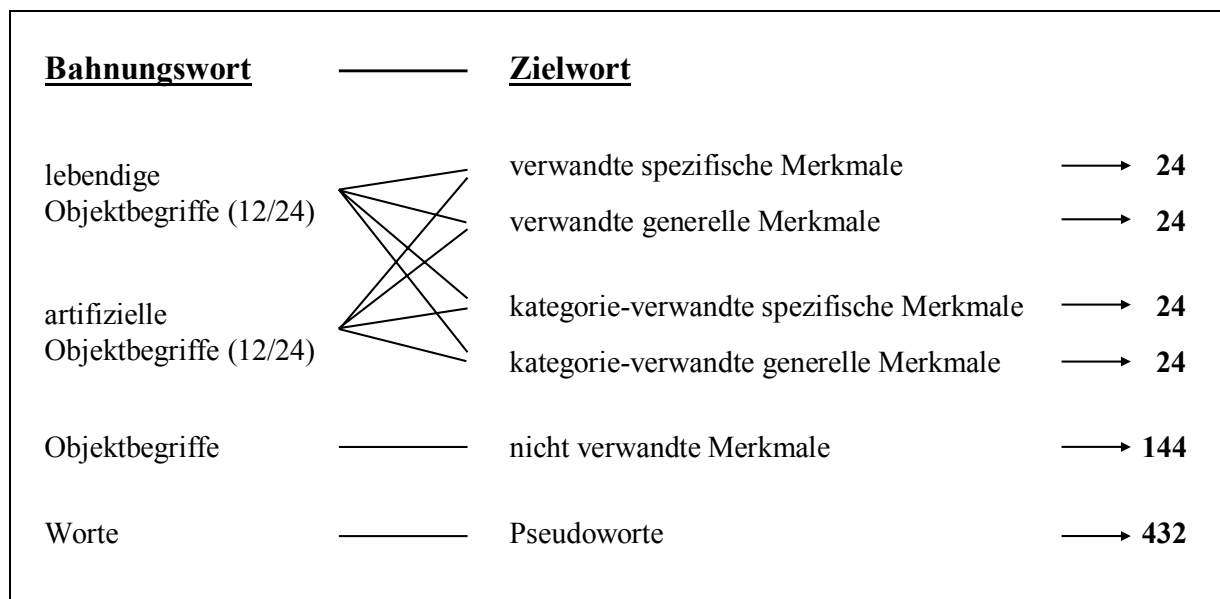 Bahnungswort Zielwort
verwandte spezifische Merkmale 24
lebendige
Objektbegriffe (12/24)
verwandte generelle Merkmale 24
kategorie-verwandte spezifische Merkmale 24
artifizielle
Objektbegriffe (12/24)
kategorie-verwandte generelle Merkmale 24
Objektbegriffe nicht verwandte Merkmale 144
Worte Pseudoworte 432